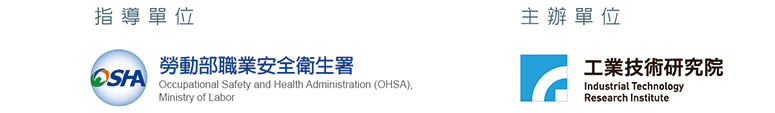 指導單位
主辦單位
OSHA
勞動部職業安全衛生署
Occupational Safety and Health Administration (OHSA),
Ministry of Labor
工業技術研究院
Industrial Technology
Research Institute